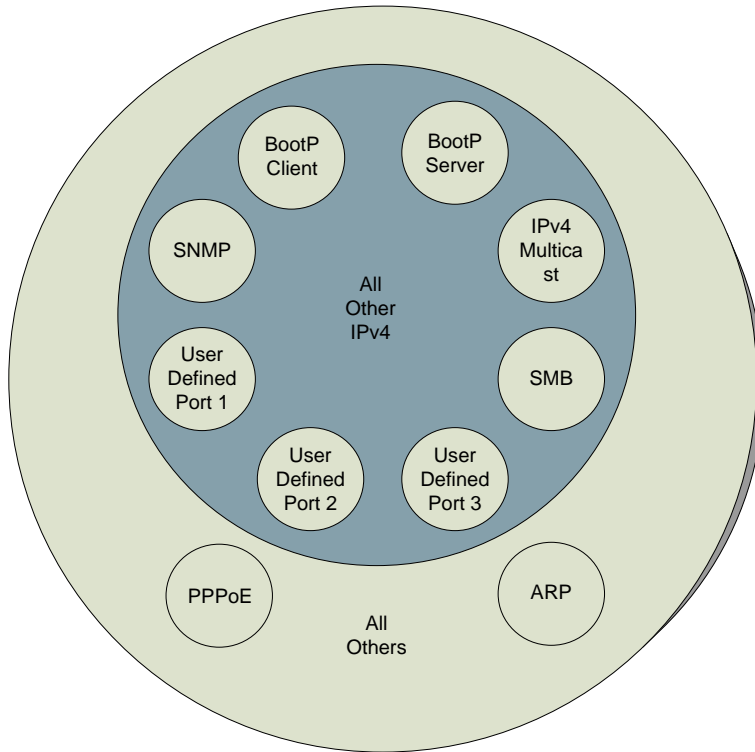 BootP
Client
BootP
Server
SNMP
IPv4
Multica
st
All
Other
IPv4
User
Defined
Port 1
SMB
User
Defined
Port 2
User
Defined
Port 3
PPPoE
ARP
All
Others